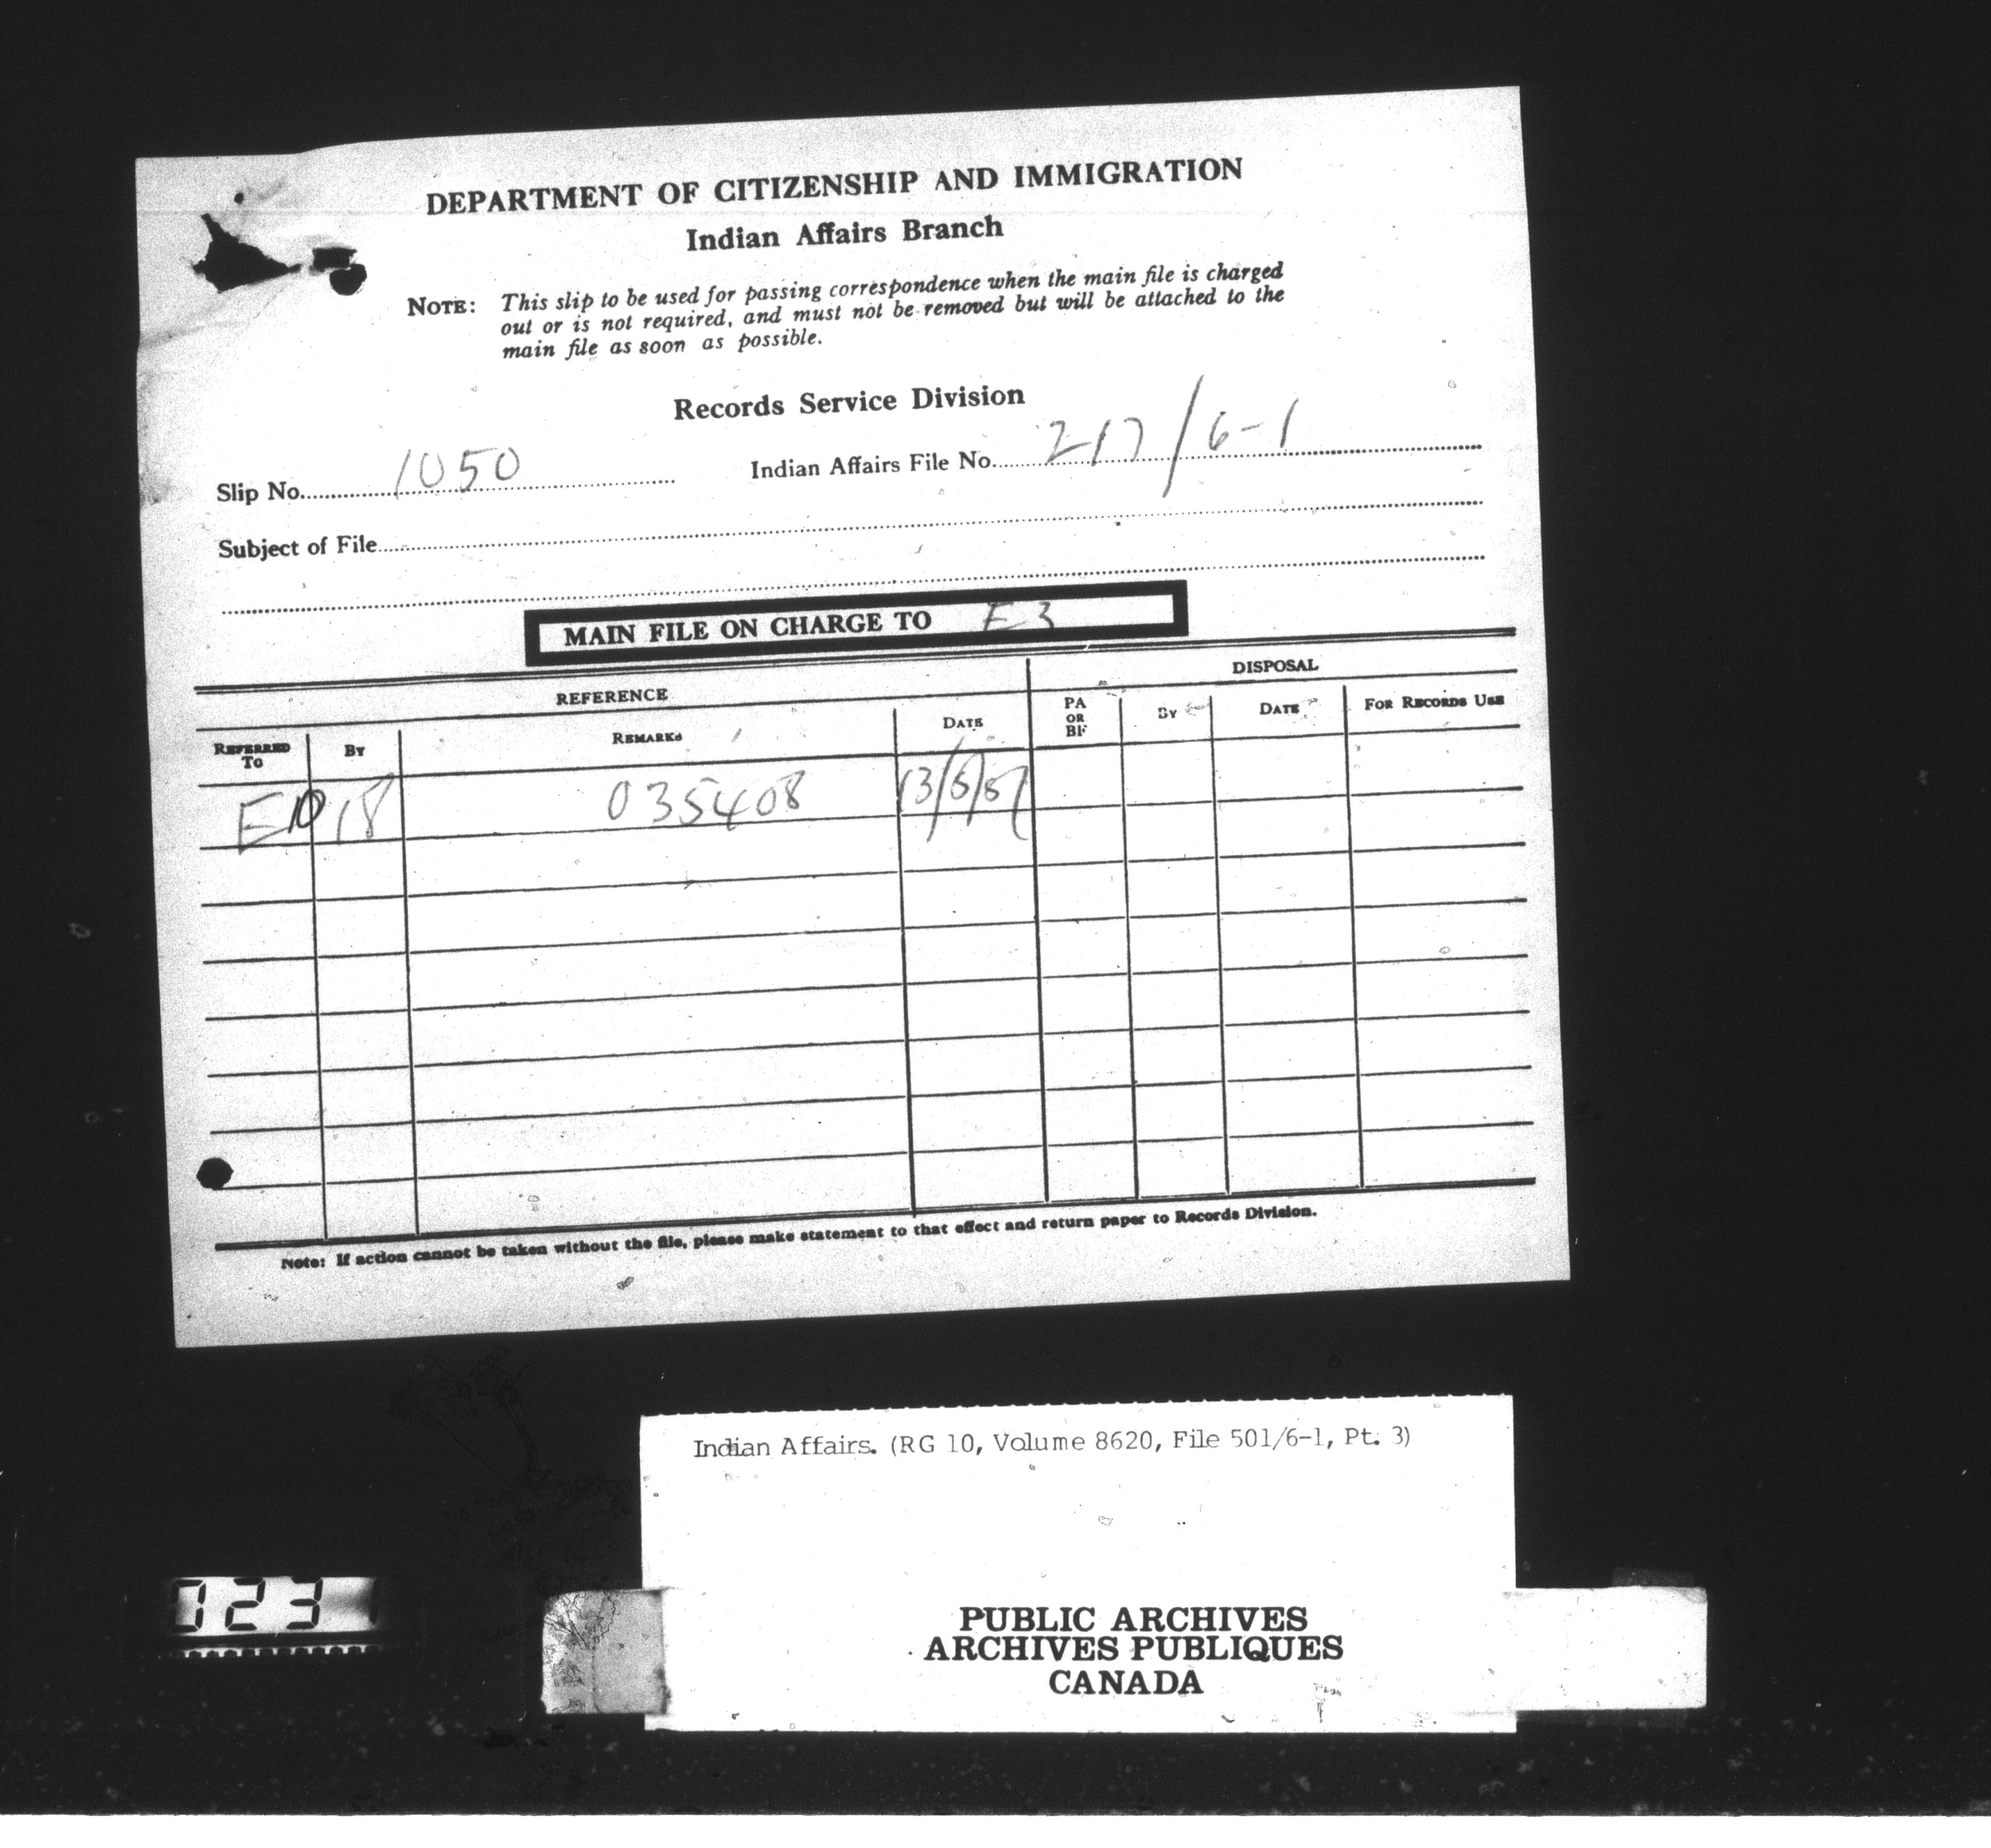 DEPARTMENT OF CITIZENSHIP AND IMMIGRATION
Indian Affairs Branch
NOTE: This slip to be used for passing correspondence when the main file is charged
out or is not required, and must not be removed but will be attached to the
main file as soon as possible.
Records Service Division
Slip No. 1050 Indian Affairs File No. 217/6-1
Subject of File
MAIN FILE ON CHARGE TO E3
REFERENCE DISPOSAL
REFERRED TO BY REMARKS DATE PA OR BF BY DATE FOR RECORDS USE
E10 18 035408 13/5/57
Note: If action cannot be taken without the file, please make statement to that effect and return paper to Records Division.
Indian Affairs. (RG 10, Volume 8620, File 501/6-1, Pt. 3)
PUBLIC ARCHIVES
ARCHIVES PUBLIQUES
CANADA
723